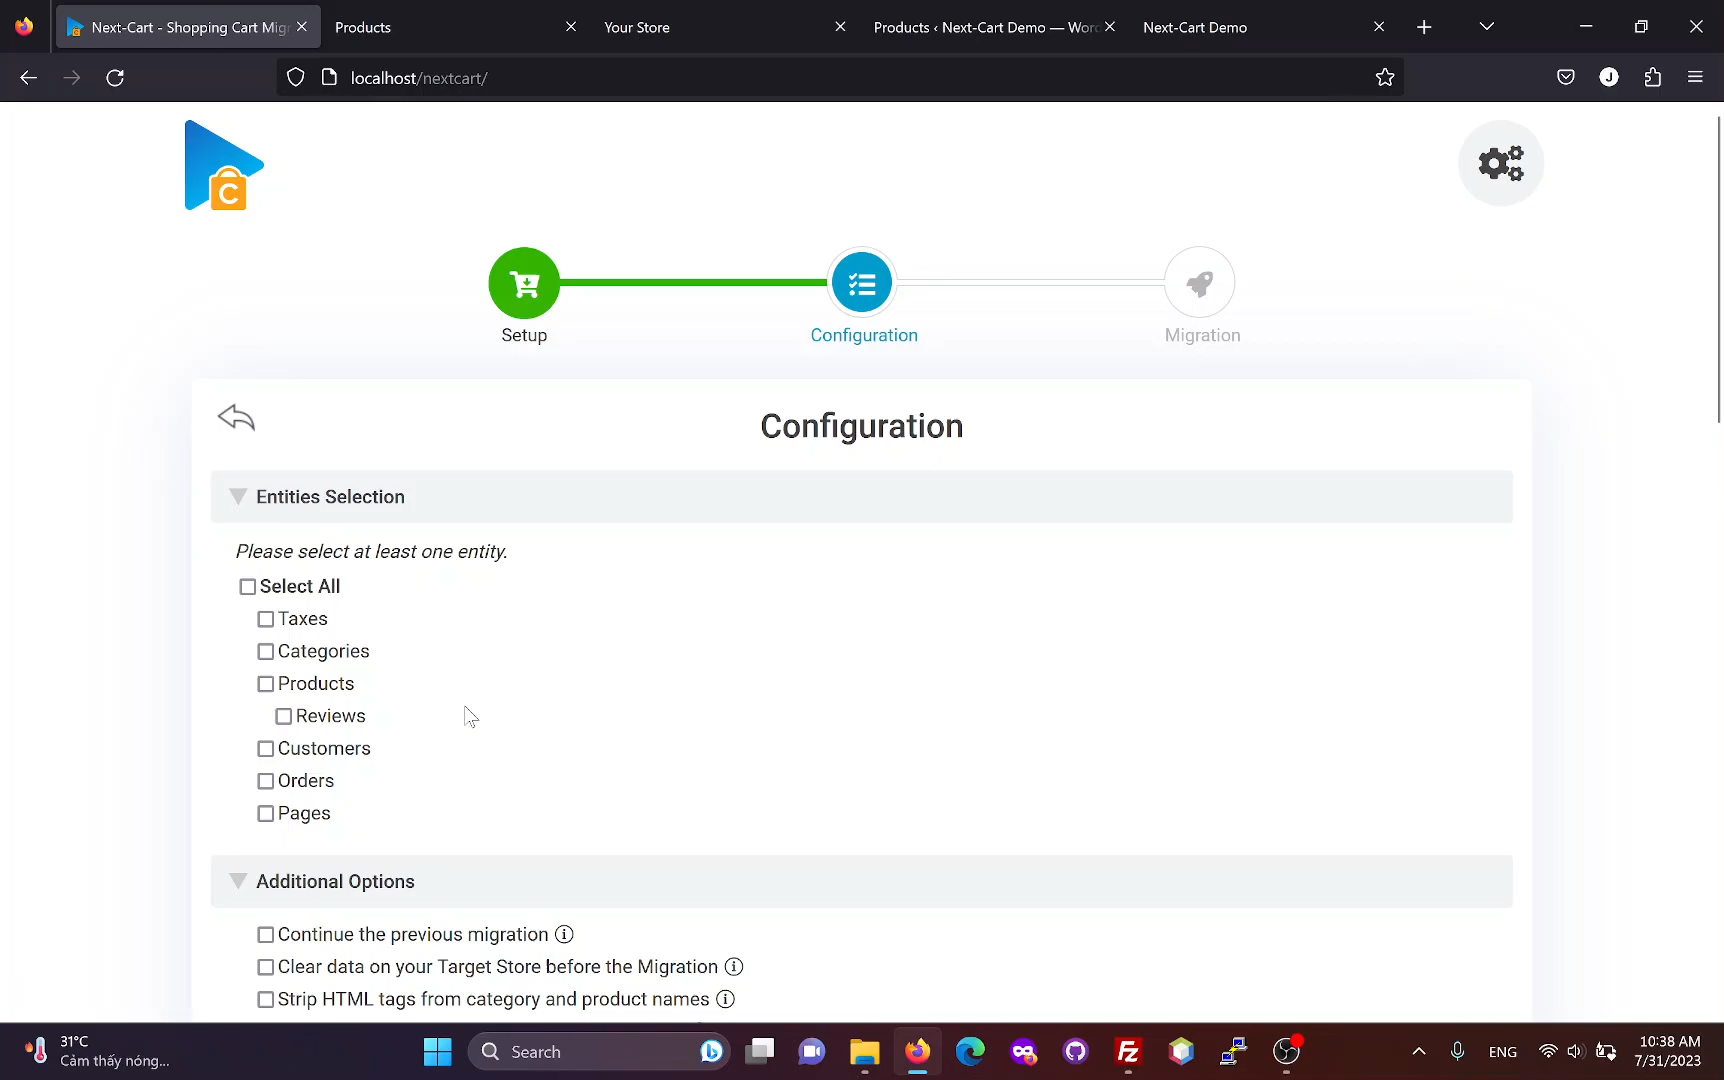 Next-Cart - Shopping Cart Mig
Products
Your Store
Products ‹ Next-Cart Demo — Wor
Next-Cart Demo
localhost/nextcart/
J
C
Setup
Configuration
Migration
Configuration
Entities Selection
Please select at least one entity.
Select All
Taxes
Categories
Products
Reviews
Customers
Orders
Pages
Additional Options
Continue the previous migration
Clear data on your Target Store before the Migration
Strip HTML tags from category and product names
31°C
Cảm thấy nóng...
Search
Fz
ENG
10:38 AM
7/31/2023